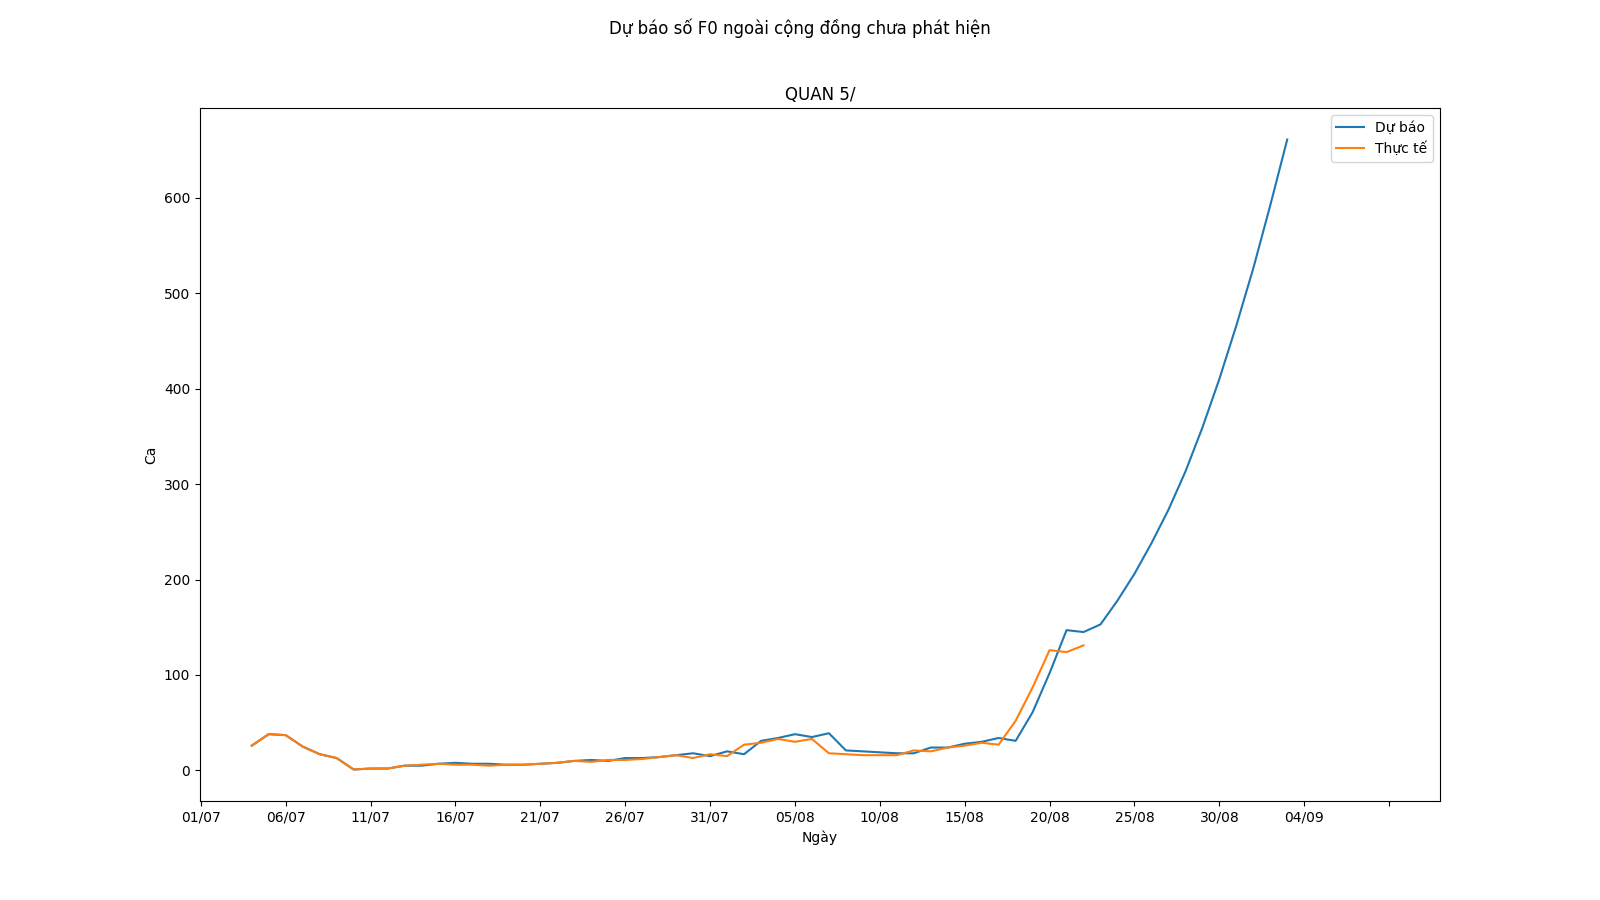 Dự báo số F0 ngoài cộng đồng chưa phát hiện
QUAN 5/
Dự báo
Thực tế
600
500
400
300
200
100
0
Ca
01/07 06/07 11/07 16/07 21/07 26/07 31/07 05/08 10/08 15/08 20/08 25/08 30/08 04/09
Ngày